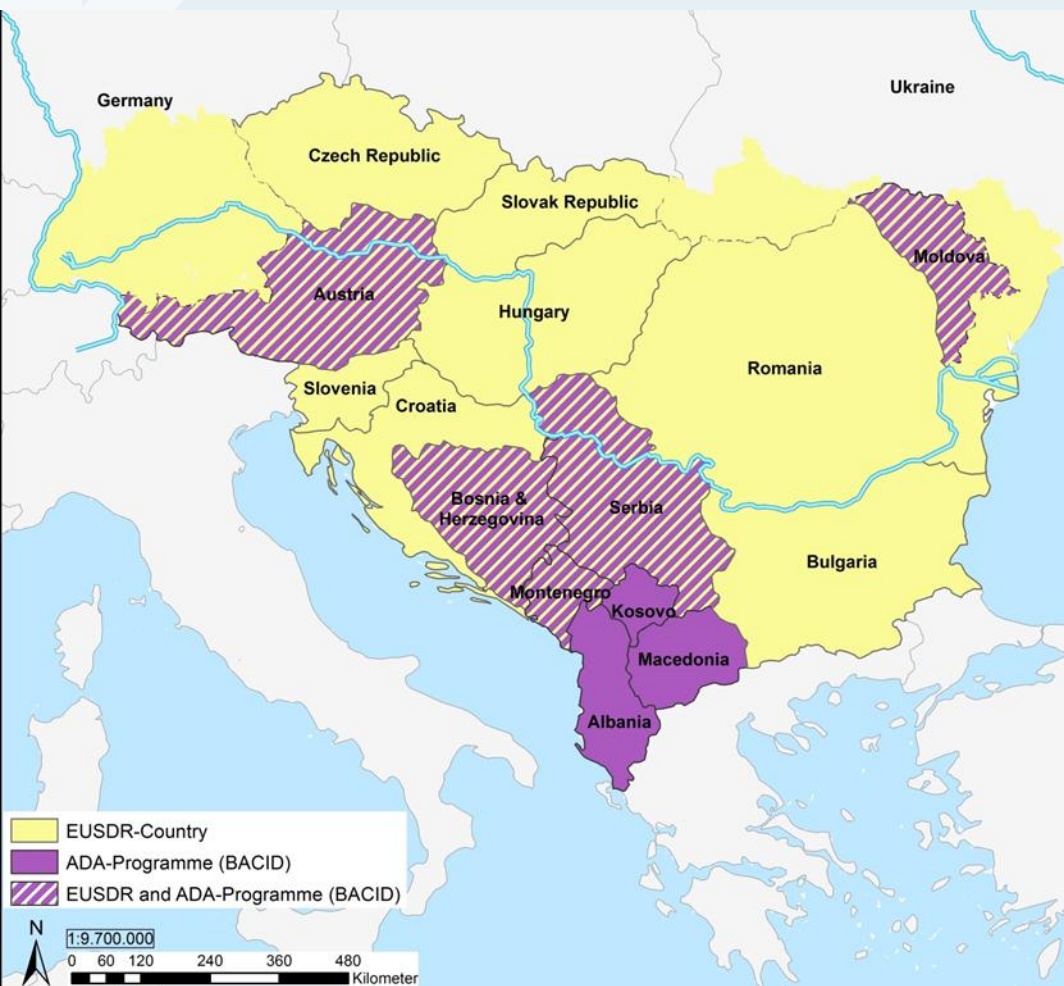 Germany
Ukraine
Czech Republic
Slovak Republic
Moldova
Austria
Hungary
Romania
Slovenia
Croatia
Bosnia &
Herzegovina
Serbia
Bulgaria
Montenegro
Kosovo
Macedonia
Albania
EUSDR-Country
ADA-Programme (BACID)
EUSDR and ADA-Programme (BACID)
N
1:9.700.000
0 60 120 240 360 480
Kilometer